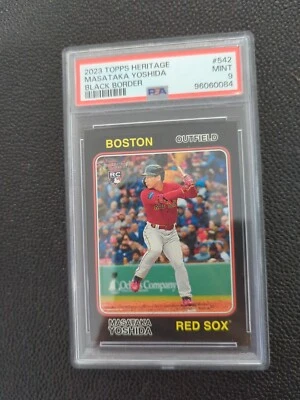 2023 TOPPS HERITAGE #542
MASATAKA YOSHIDA MINT
BLACK BORDER 9
PSA 96060084
BOSTON OUTFIELD
RC
Company
MASATAKA
YOSHIDA
RED SOX